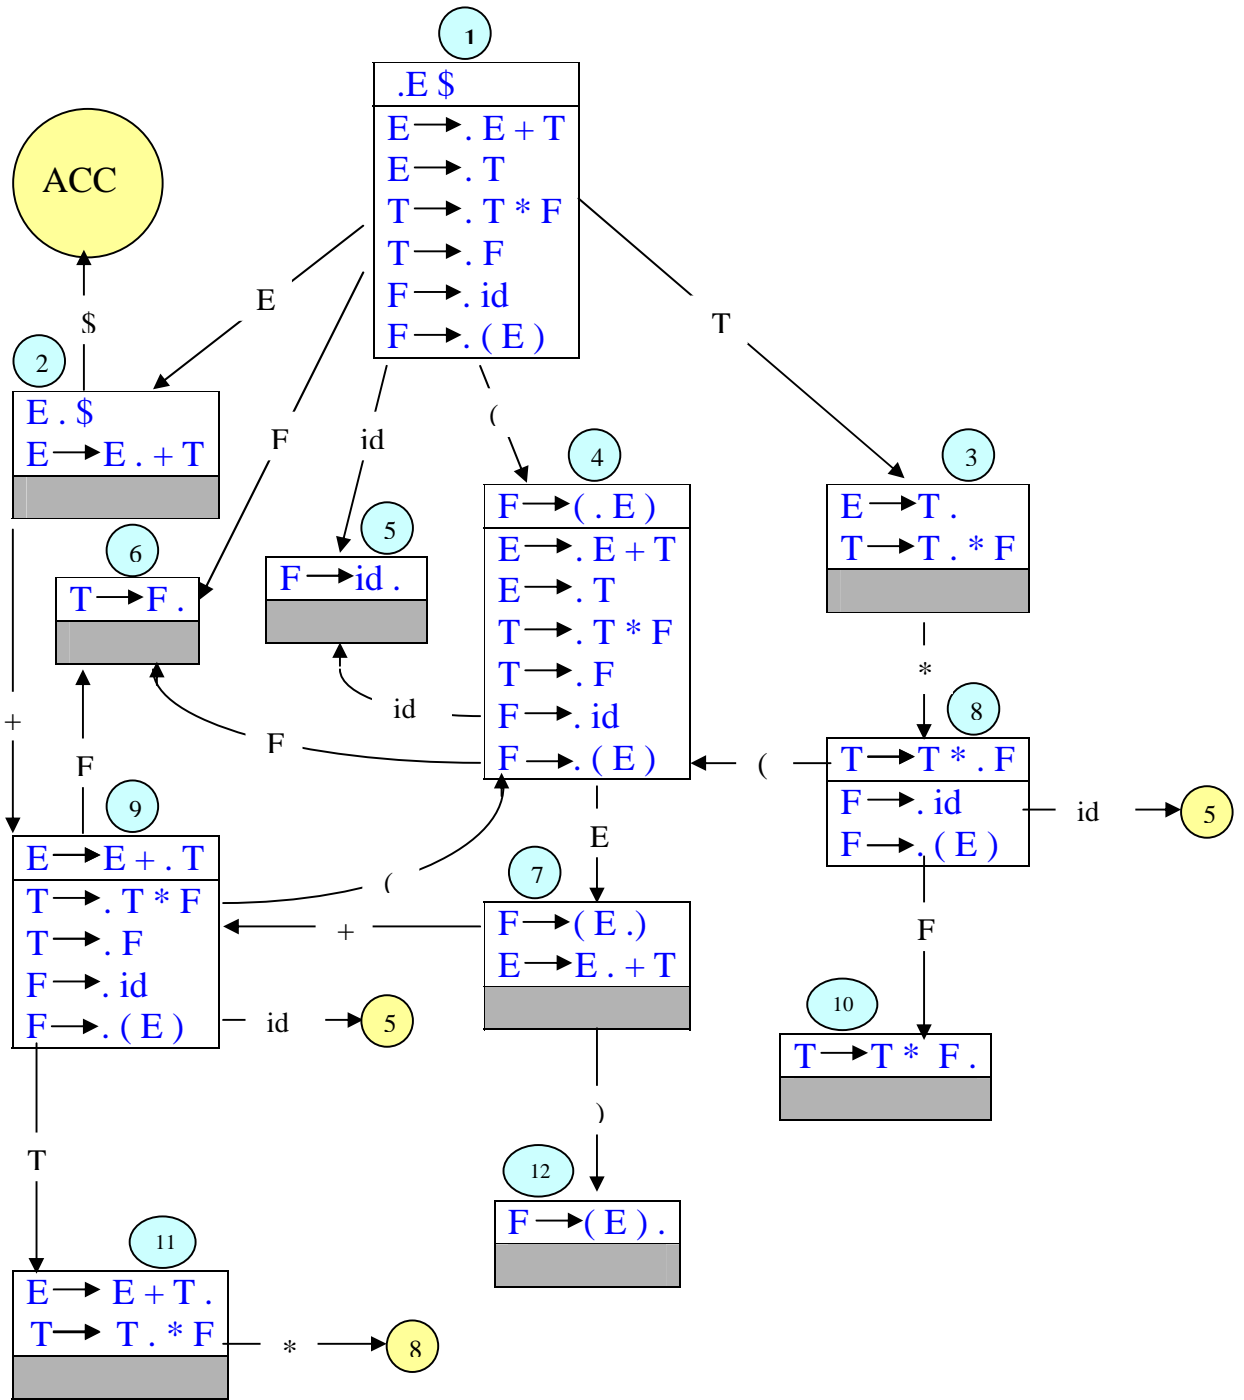 1
.E $
E→. E + T
E→. T
T→. T * F
T→. F
F→. id
F→. ( E )
ACC
E
T
$
2
(
F
id
E . $
E→E . + T
4
3
F→( . E )
E→T .
T→T . * F
5
6
E→. E + T
E→. T
T→. T * F
T→. F
F→. id
F→. ( E )
F→id .
T→F .
*
8
id
+
F
F
(
T→T * . F
F→. id
F→. ( E )
id
5
9
E
E→E + . T
T→. T * F
T→. F
F→. id
F→. ( E )
7
(
F→( E .)
E→E . + T
+
F
id
5
10
T→T * F .
)
T
12
F→( E ) .
11
E→ E + T .
T→ T . * F
*
8